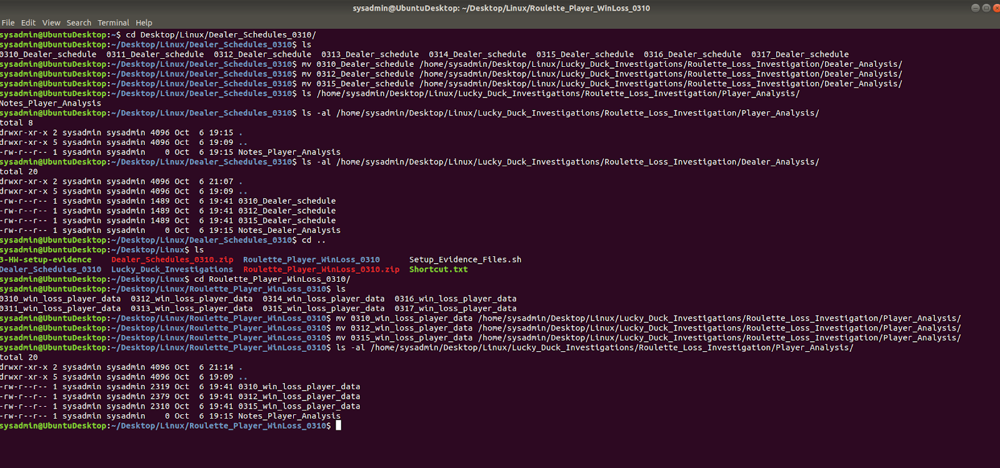 sysadmin@UbuntuDesktop: ~/Desktop/Linux/Roulette_Player_WinLoss_0310
File Edit View Search Terminal Help
sysadmin@UbuntuDesktop:~$ cd Desktop/Linux/Dealer_Schedules_0310/
sysadmin@UbuntuDesktop:~/Desktop/Linux/Dealer_Schedules_0310$ ls
0310_Dealer_schedule  0311_Dealer_schedule  0312_Dealer_schedule  0313_Dealer_schedule  0314_Dealer_schedule  0315_Dealer_schedule  0316_Dealer_schedule  0317_Dealer_schedule
sysadmin@UbuntuDesktop:~/Desktop/Linux/Dealer_Schedules_0310$ mv 0310_Dealer_schedule /home/sysadmin/Desktop/Linux/Lucky_Duck_Investigations/Roulette_Loss_Investigation/Dealer_Analysis/
sysadmin@UbuntuDesktop:~/Desktop/Linux/Dealer_Schedules_0310$ mv 0312_Dealer_schedule /home/sysadmin/Desktop/Linux/Lucky_Duck_Investigations/Roulette_Loss_Investigation/Dealer_Analysis/
sysadmin@UbuntuDesktop:~/Desktop/Linux/Dealer_Schedules_0310$ mv 0315_Dealer_schedule /home/sysadmin/Desktop/Linux/Lucky_Duck_Investigations/Roulette_Loss_Investigation/Dealer_Analysis/
sysadmin@UbuntuDesktop:~/Desktop/Linux/Dealer_Schedules_0310$ ls /home/sysadmin/Desktop/Linux/Lucky_Duck_Investigations/Roulette_Loss_Investigation/Player_Analysis/
Notes_Player_Analysis
sysadmin@UbuntuDesktop:~/Desktop/Linux/Dealer_Schedules_0310$ ls -al /home/sysadmin/Desktop/Linux/Lucky_Duck_Investigations/Roulette_Loss_Investigation/Player_Analysis/
total 8
drwxr-xr-x 2 sysadmin sysadmin 4096 Oct  6 19:15 .
drwxr-xr-x 5 sysadmin sysadmin 4096 Oct  6 19:09 ..
-rw-r--r-- 1 sysadmin sysadmin    0 Oct  6 19:15 Notes_Player_Analysis
sysadmin@UbuntuDesktop:~/Desktop/Linux/Dealer_Schedules_0310$ ls -al /home/sysadmin/Desktop/Linux/Lucky_Duck_Investigations/Roulette_Loss_Investigation/Dealer_Analysis/
total 20
drwxr-xr-x 2 sysadmin sysadmin 4096 Oct  6 21:07 .
drwxr-xr-x 5 sysadmin sysadmin 4096 Oct  6 19:09 ..
-rw-r--r-- 1 sysadmin sysadmin 1489 Oct  6 19:41 0310_Dealer_schedule
-rw-r--r-- 1 sysadmin sysadmin 1489 Oct  6 19:41 0312_Dealer_schedule
-rw-r--r-- 1 sysadmin sysadmin 1489 Oct  6 19:41 0315_Dealer_schedule
-rw-r--r-- 1 sysadmin sysadmin    0 Oct  6 19:15 Notes_Dealer_Analysis
sysadmin@UbuntuDesktop:~/Desktop/Linux/Dealer_Schedules_0310$ cd ..
sysadmin@UbuntuDesktop:~/Desktop/Linux$ ls
3-HW-setup-evidence    Dealer_Schedules_0310.zip  Roulette_Player_WinLoss_0310      Setup_Evidence_Files.sh
Dealer_Schedules_0310  Lucky_Duck_Investigations  Roulette_Player_WinLoss_0310.zip  Shortcut.txt
sysadmin@UbuntuDesktop:~/Desktop/Linux$ cd Roulette_Player_WinLoss_0310/
sysadmin@UbuntuDesktop:~/Desktop/Linux/Roulette_Player_WinLoss_0310$ ls
0310_win_loss_player_data  0312_win_loss_player_data  0314_win_loss_player_data  0316_win_loss_player_data
0311_win_loss_player_data  0313_win_loss_player_data  0315_win_loss_player_data  0317_win_loss_player_data
sysadmin@UbuntuDesktop:~/Desktop/Linux/Roulette_Player_WinLoss_0310$ mv 0310_win_loss_player_data /home/sysadmin/Desktop/Linux/Lucky_Duck_Investigations/Roulette_Loss_Investigation/Player_Analysis/
sysadmin@UbuntuDesktop:~/Desktop/Linux/Roulette_Player_WinLoss_0310$ mv 0312_win_loss_player_data /home/sysadmin/Desktop/Linux/Lucky_Duck_Investigations/Roulette_Loss_Investigation/Player_Analysis/
sysadmin@UbuntuDesktop:~/Desktop/Linux/Roulette_Player_WinLoss_0310$ mv 0315_win_loss_player_data /home/sysadmin/Desktop/Linux/Lucky_Duck_Investigations/Roulette_Loss_Investigation/Player_Analysis/
sysadmin@UbuntuDesktop:~/Desktop/Linux/Roulette_Player_WinLoss_0310$ ls -al /home/sysadmin/Desktop/Linux/Lucky_Duck_Investigations/Roulette_Loss_Investigation/Player_Analysis/
total 20
drwxr-xr-x 2 sysadmin sysadmin 4096 Oct  6 21:14 .
drwxr-xr-x 5 sysadmin sysadmin 4096 Oct  6 19:09 ..
-rw-r--r-- 1 sysadmin sysadmin 2319 Oct  6 19:41 0310_win_loss_player_data
-rw-r--r-- 1 sysadmin sysadmin 2379 Oct  6 19:41 0312_win_loss_player_data
-rw-r--r-- 1 sysadmin sysadmin 2310 Oct  6 19:41 0315_win_loss_player_data
-rw-r--r-- 1 sysadmin sysadmin    0 Oct  6 19:15 Notes_Player_Analysis
sysadmin@UbuntuDesktop:~/Desktop/Linux/Roulette_Player_WinLoss_0310$